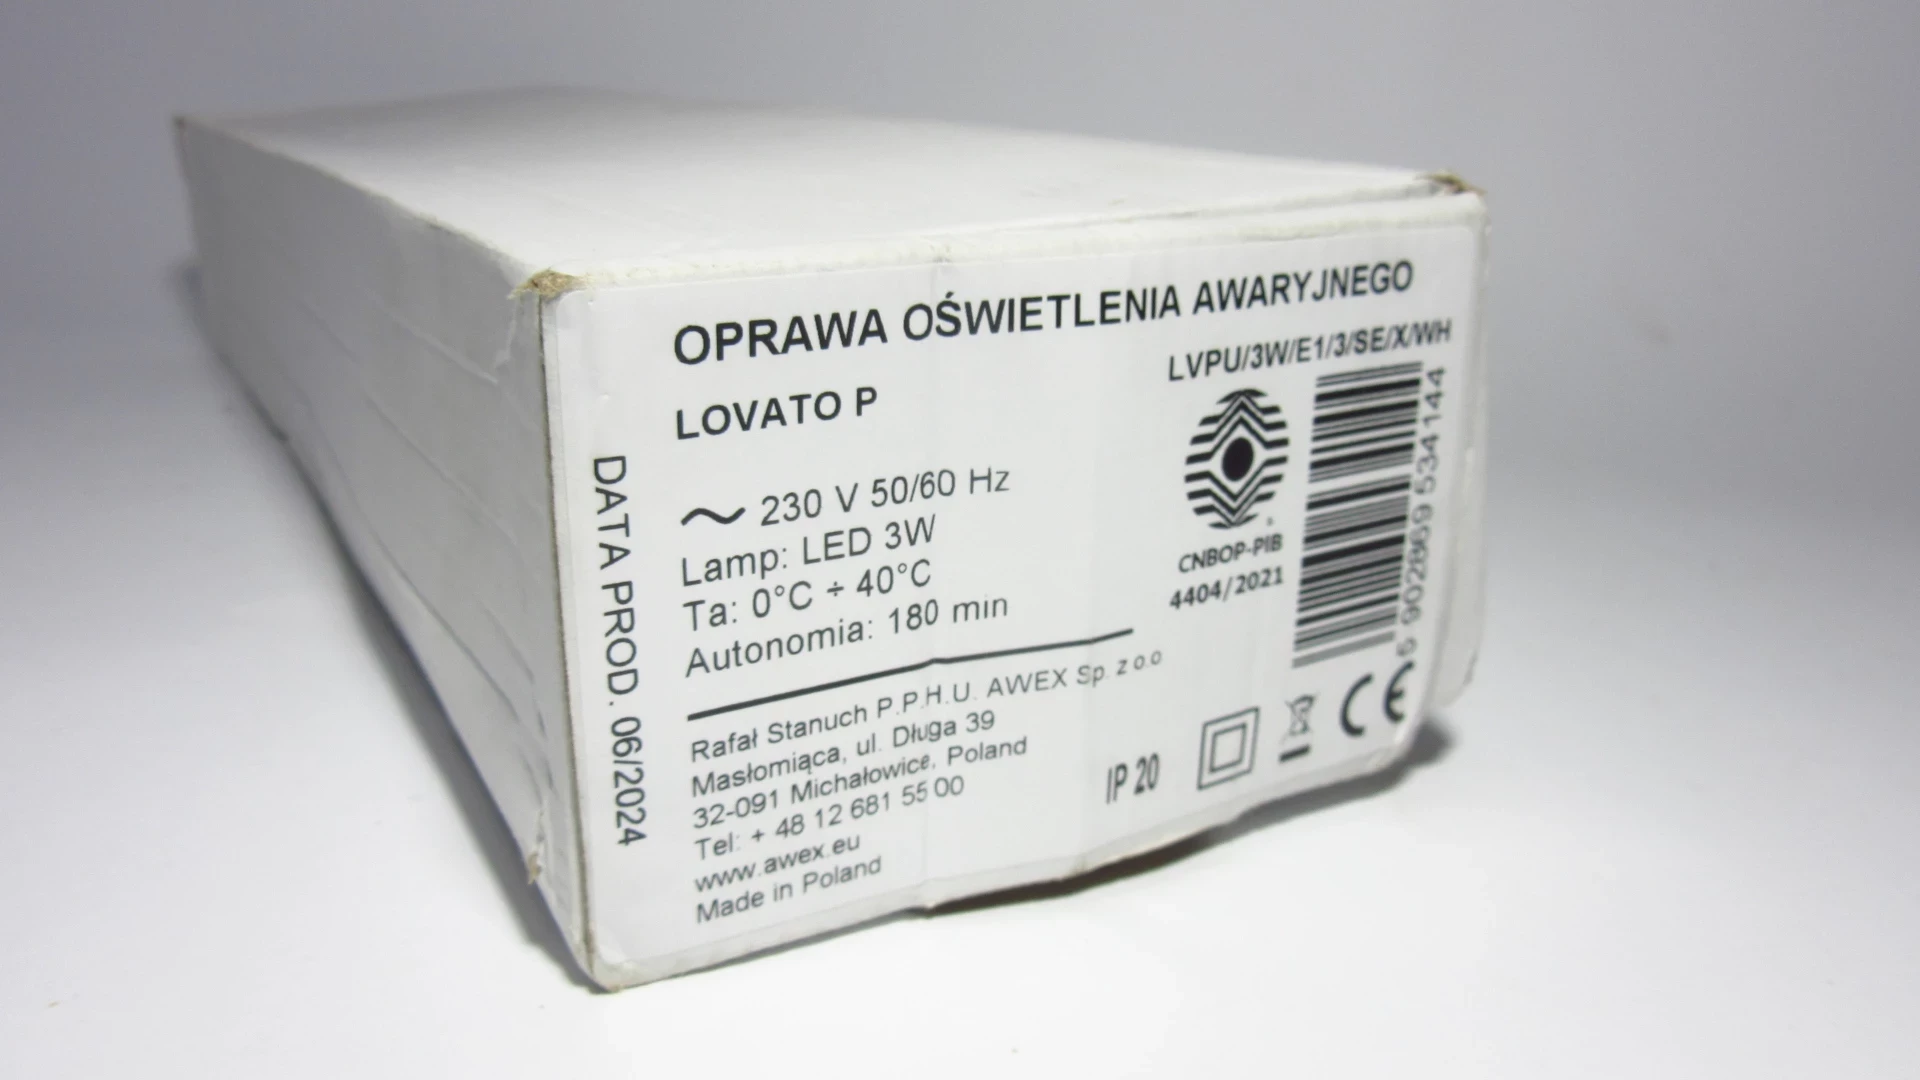 OPRAWA OŚWIETLENIA AWARYJNEGO
LVPU/3W/E1/3/SE/X/WH
LOVATO P
~ 230 V 50/60 Hz
Lamp: LED 3W
Ta: 0°C ÷ 40°C
Autonomia: 180 min
Rafał Stanuch P.P.H.U. AWEX Sp. z o.o
Masłomiąca, ul. Długa 39
32-091 Michałowice, Poland
Tel: + 48 12 681 55 00
www.awex.eu
Made in Poland
DATA PROD. 06/2024
CNBOP-PIB
4404/2021
5 902869 534144
IP 20
CE